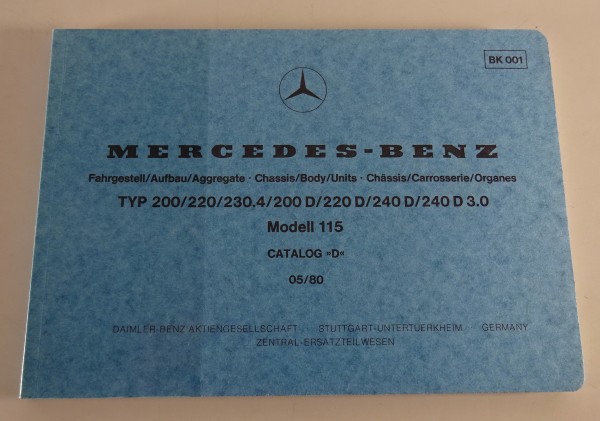 BK 001
MERCEDES-BENZ
Fahrgestell/Aufbau/Aggregate · Chassis/Body/Units · Châssis/Carrosserie/Organes
TYP 200/220/230.4/200 D/220 D/240 D/240 D 3.0
Modell 115
CATALOG »D«
05/80
DAIMLER-BENZ AKTIENGESELLSCHAFT · STUTTGART-UNTERTUERKHEIM · GERMANY
ZENTRAL-ERSATZTEILWESEN